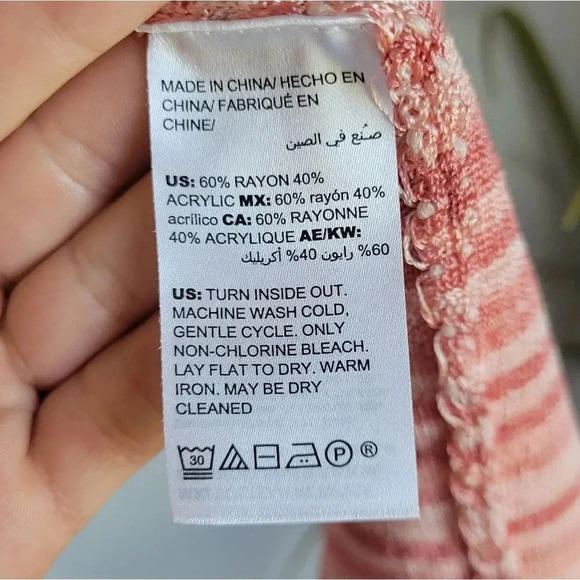 MADE IN CHINA/ HECHO EN
CHINA/ FABRIQUÉ EN
CHINE/
صنع في الصين
US: 60% RAYON 40%
ACRYLIC MX: 60% rayón 40%
acrílico CA: 60% RAYONNE
40% ACRYLIQUE AE/KW:
60% رايون 40% أكريليك
US: TURN INSIDE OUT.
MACHINE WASH COLD,
GENTLE CYCLE. ONLY
NON-CHLORINE BLEACH.
LAY FLAT TO DRY. WARM
IRON. MAY BE DRY
CLEANED
30 P ®